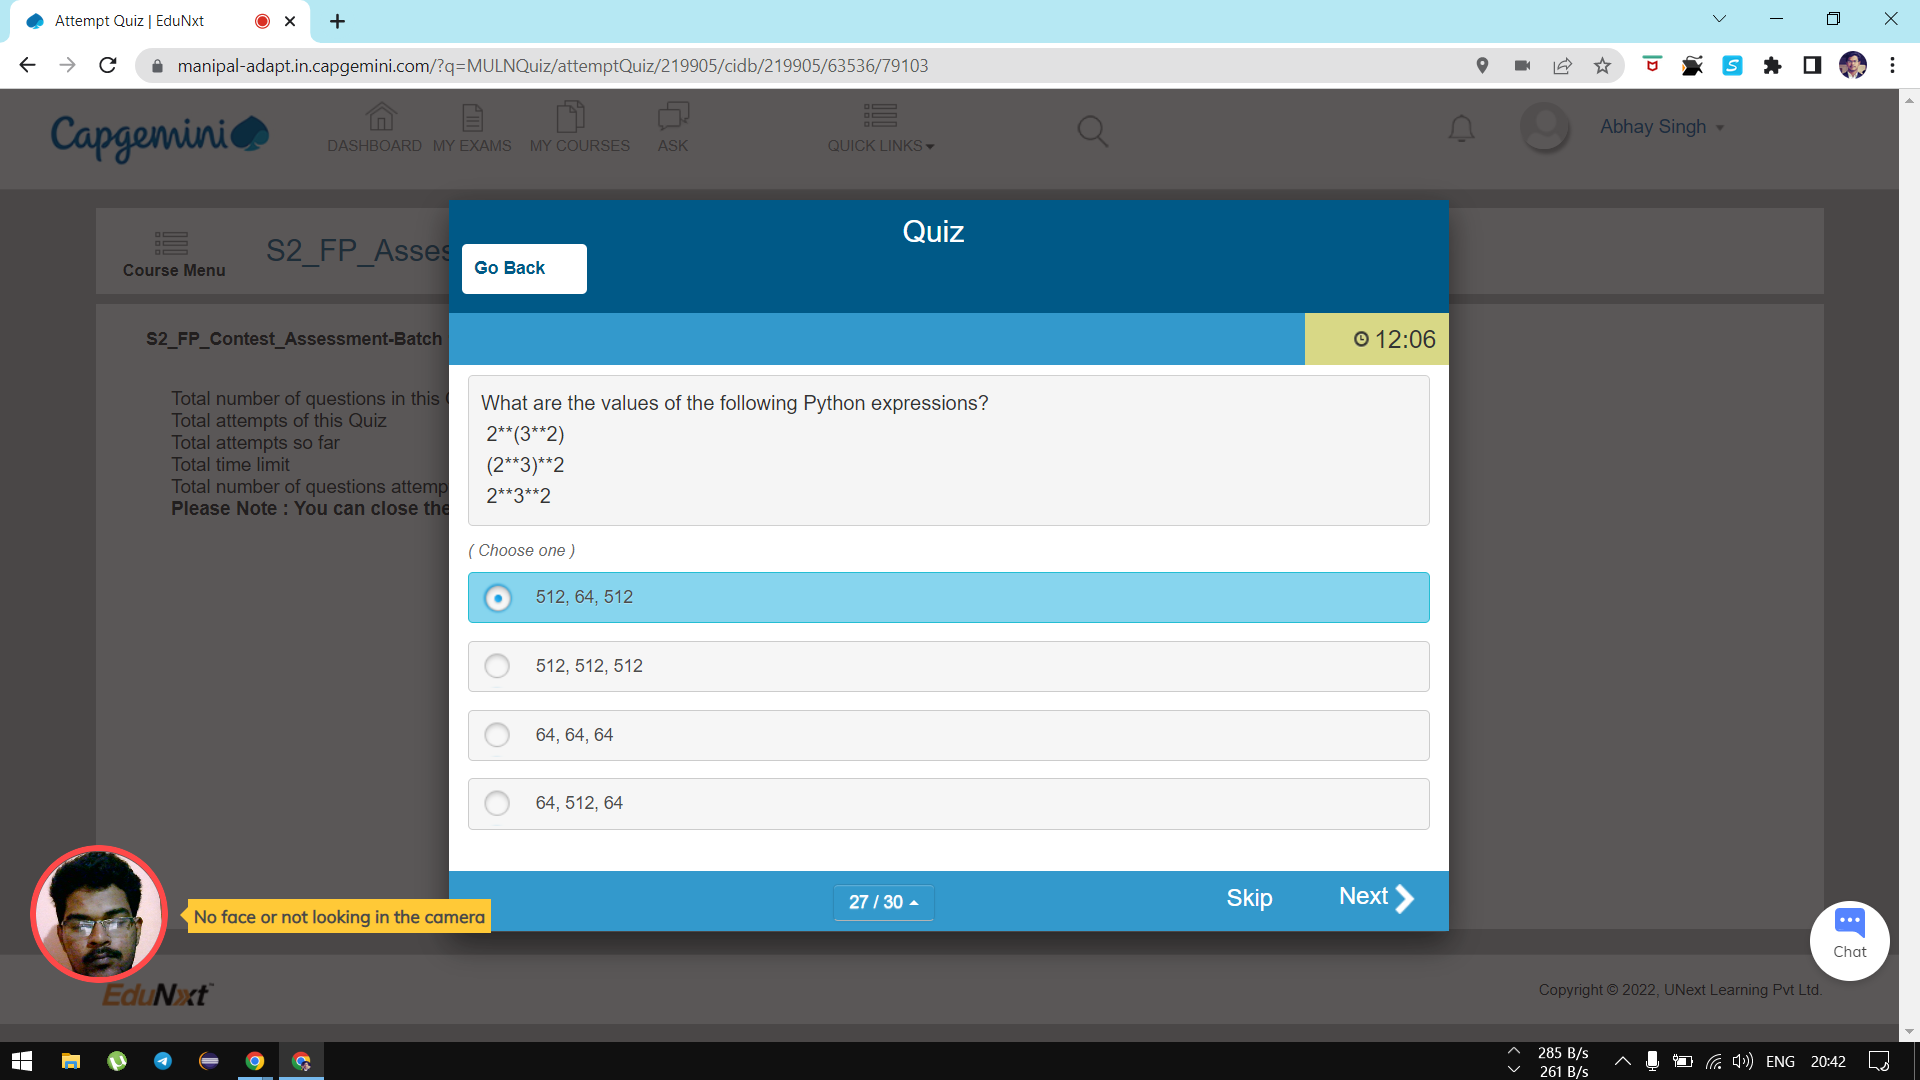 Attempt Quiz | EduNxt
manipal-adapt.in.capgemini.com/?q=MULNQuiz/attemptQuiz/219905/cidb/219905/63536/79103
Capgemini
DASHBOARD MY EXAMS MY COURSES ASK QUICK LINKS
Abhay Singh
Course Menu
S2_FP_Asses
Quiz
Go Back
12:06
S2_FP_Contest_Assessment-Batch
Total number of questions in this
Total attempts of this Quiz
Total attempts so far
Total time limit
Total number of questions attemp
Please Note : You can close the
What are the values of the following Python expressions?
2**(3**2)
(2**3)**2
2**3**2
( Choose one )
512, 64, 512
512, 512, 512
64, 64, 64
64, 512, 64
27 / 30
Skip
Next
No face or not looking in the camera
Chat
EduNxt
Copyright © 2022, UNext Learning Pvt Ltd.
285 B/s
261 B/s
ENG
20:42